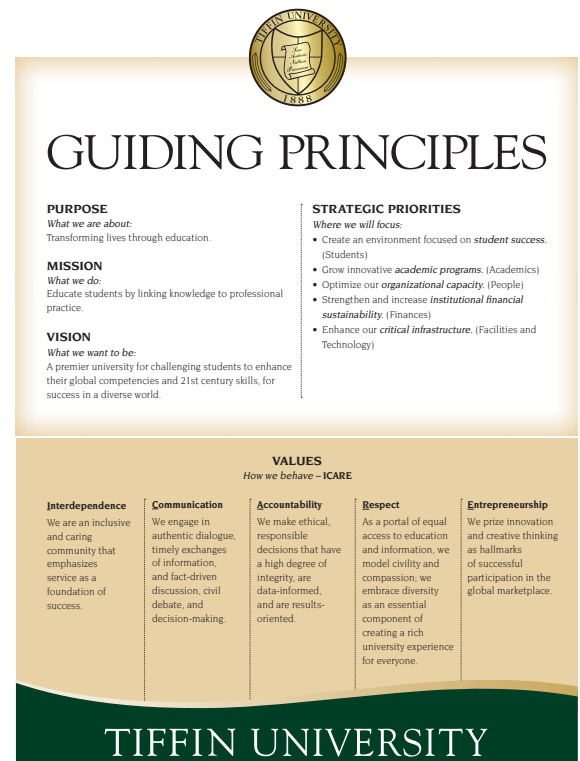 TIFFIN UNIVERSITY
1888
GUIDING PRINCIPLES
PURPOSE
What we are about:
Transforming lives through education.
MISSION
What we do:
Educate students by linking knowledge to professional
practice.
VISION
What we want to be:
A premier university for challenging students to enhance
their global competencies and 21st century skills, for
success in a diverse world.
STRATEGIC PRIORITIES
Where we will focus:
• Create an environment focused on student success.
(Students)
• Grow innovative academic programs. (Academics)
• Optimize our organizational capacity. (People)
• Strengthen and increase institutional financial
sustainability. (Finances)
• Enhance our critical infrastructure. (Facilities and
Technology)
VALUES
How we behave – ICARE
Interdependence
We are an inclusive
and caring
community that
emphasizes
service as a
foundation of
success.
Communication
We engage in
authentic dialogue,
timely exchanges
of information,
and fact-driven
discussion, civil
debate, and
decision-making.
Accountability
We make ethical,
responsible
decisions that have
a high degree of
integrity, are
data-informed,
and are results-
oriented.
Respect
As a portal of equal
access to education
and information, we
model civility and
compassion; we
embrace diversity
as an essential
component of
creating a rich
university experience
for everyone.
Entrepreneurship
We prize innovation
and creative thinking
as hallmarks
of successful
participation in the
global marketplace.
TIFFIN UNIVERSITY